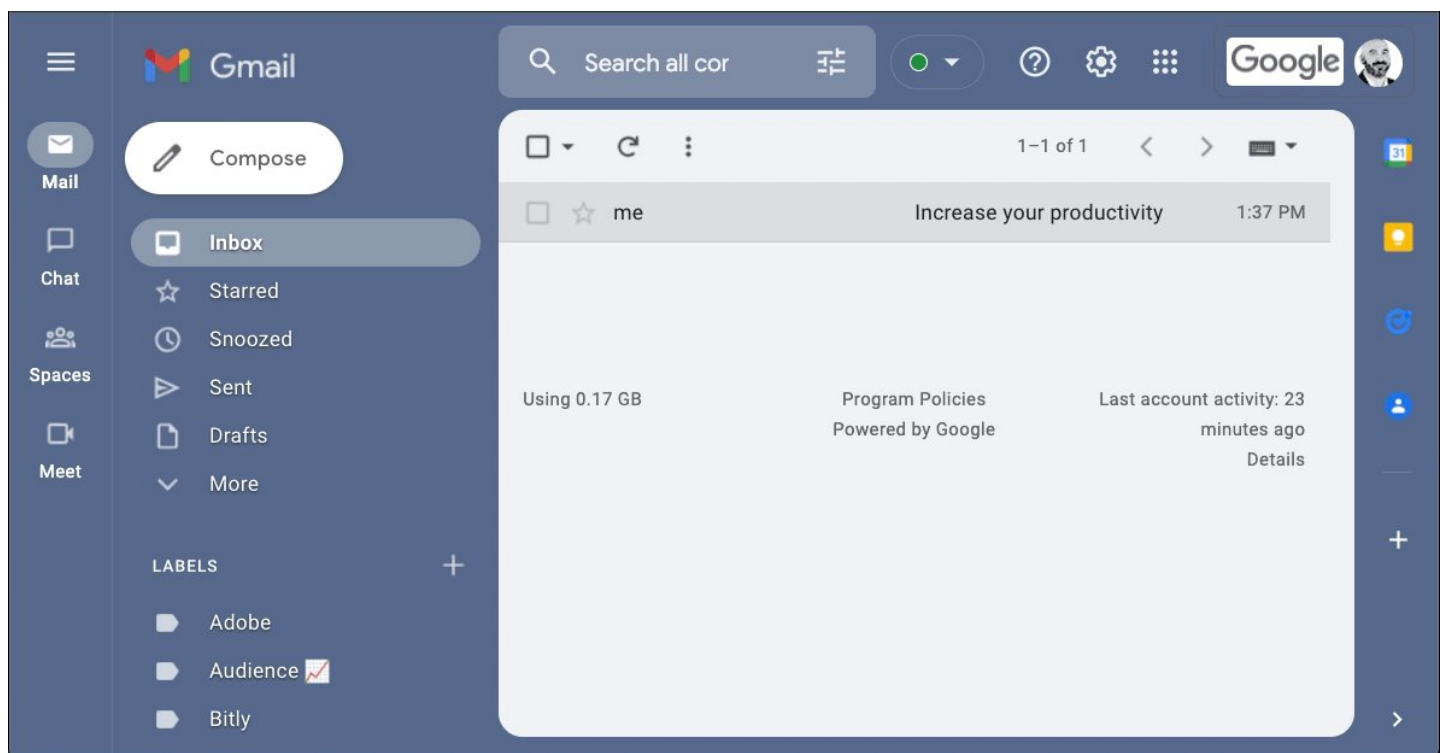 Gmail
Search all cor
Google
Mail
Chat
Spaces
Meet
Compose
Inbox
Starred
Snoozed
Sent
Drafts
More
LABELS
Adobe
Audience 📈
Bitly
1–1 of 1
me Increase your productivity 1:37 PM
Using 0.17 GB
Program Policies
Powered by Google
Last account activity: 23
minutes ago
Details
31